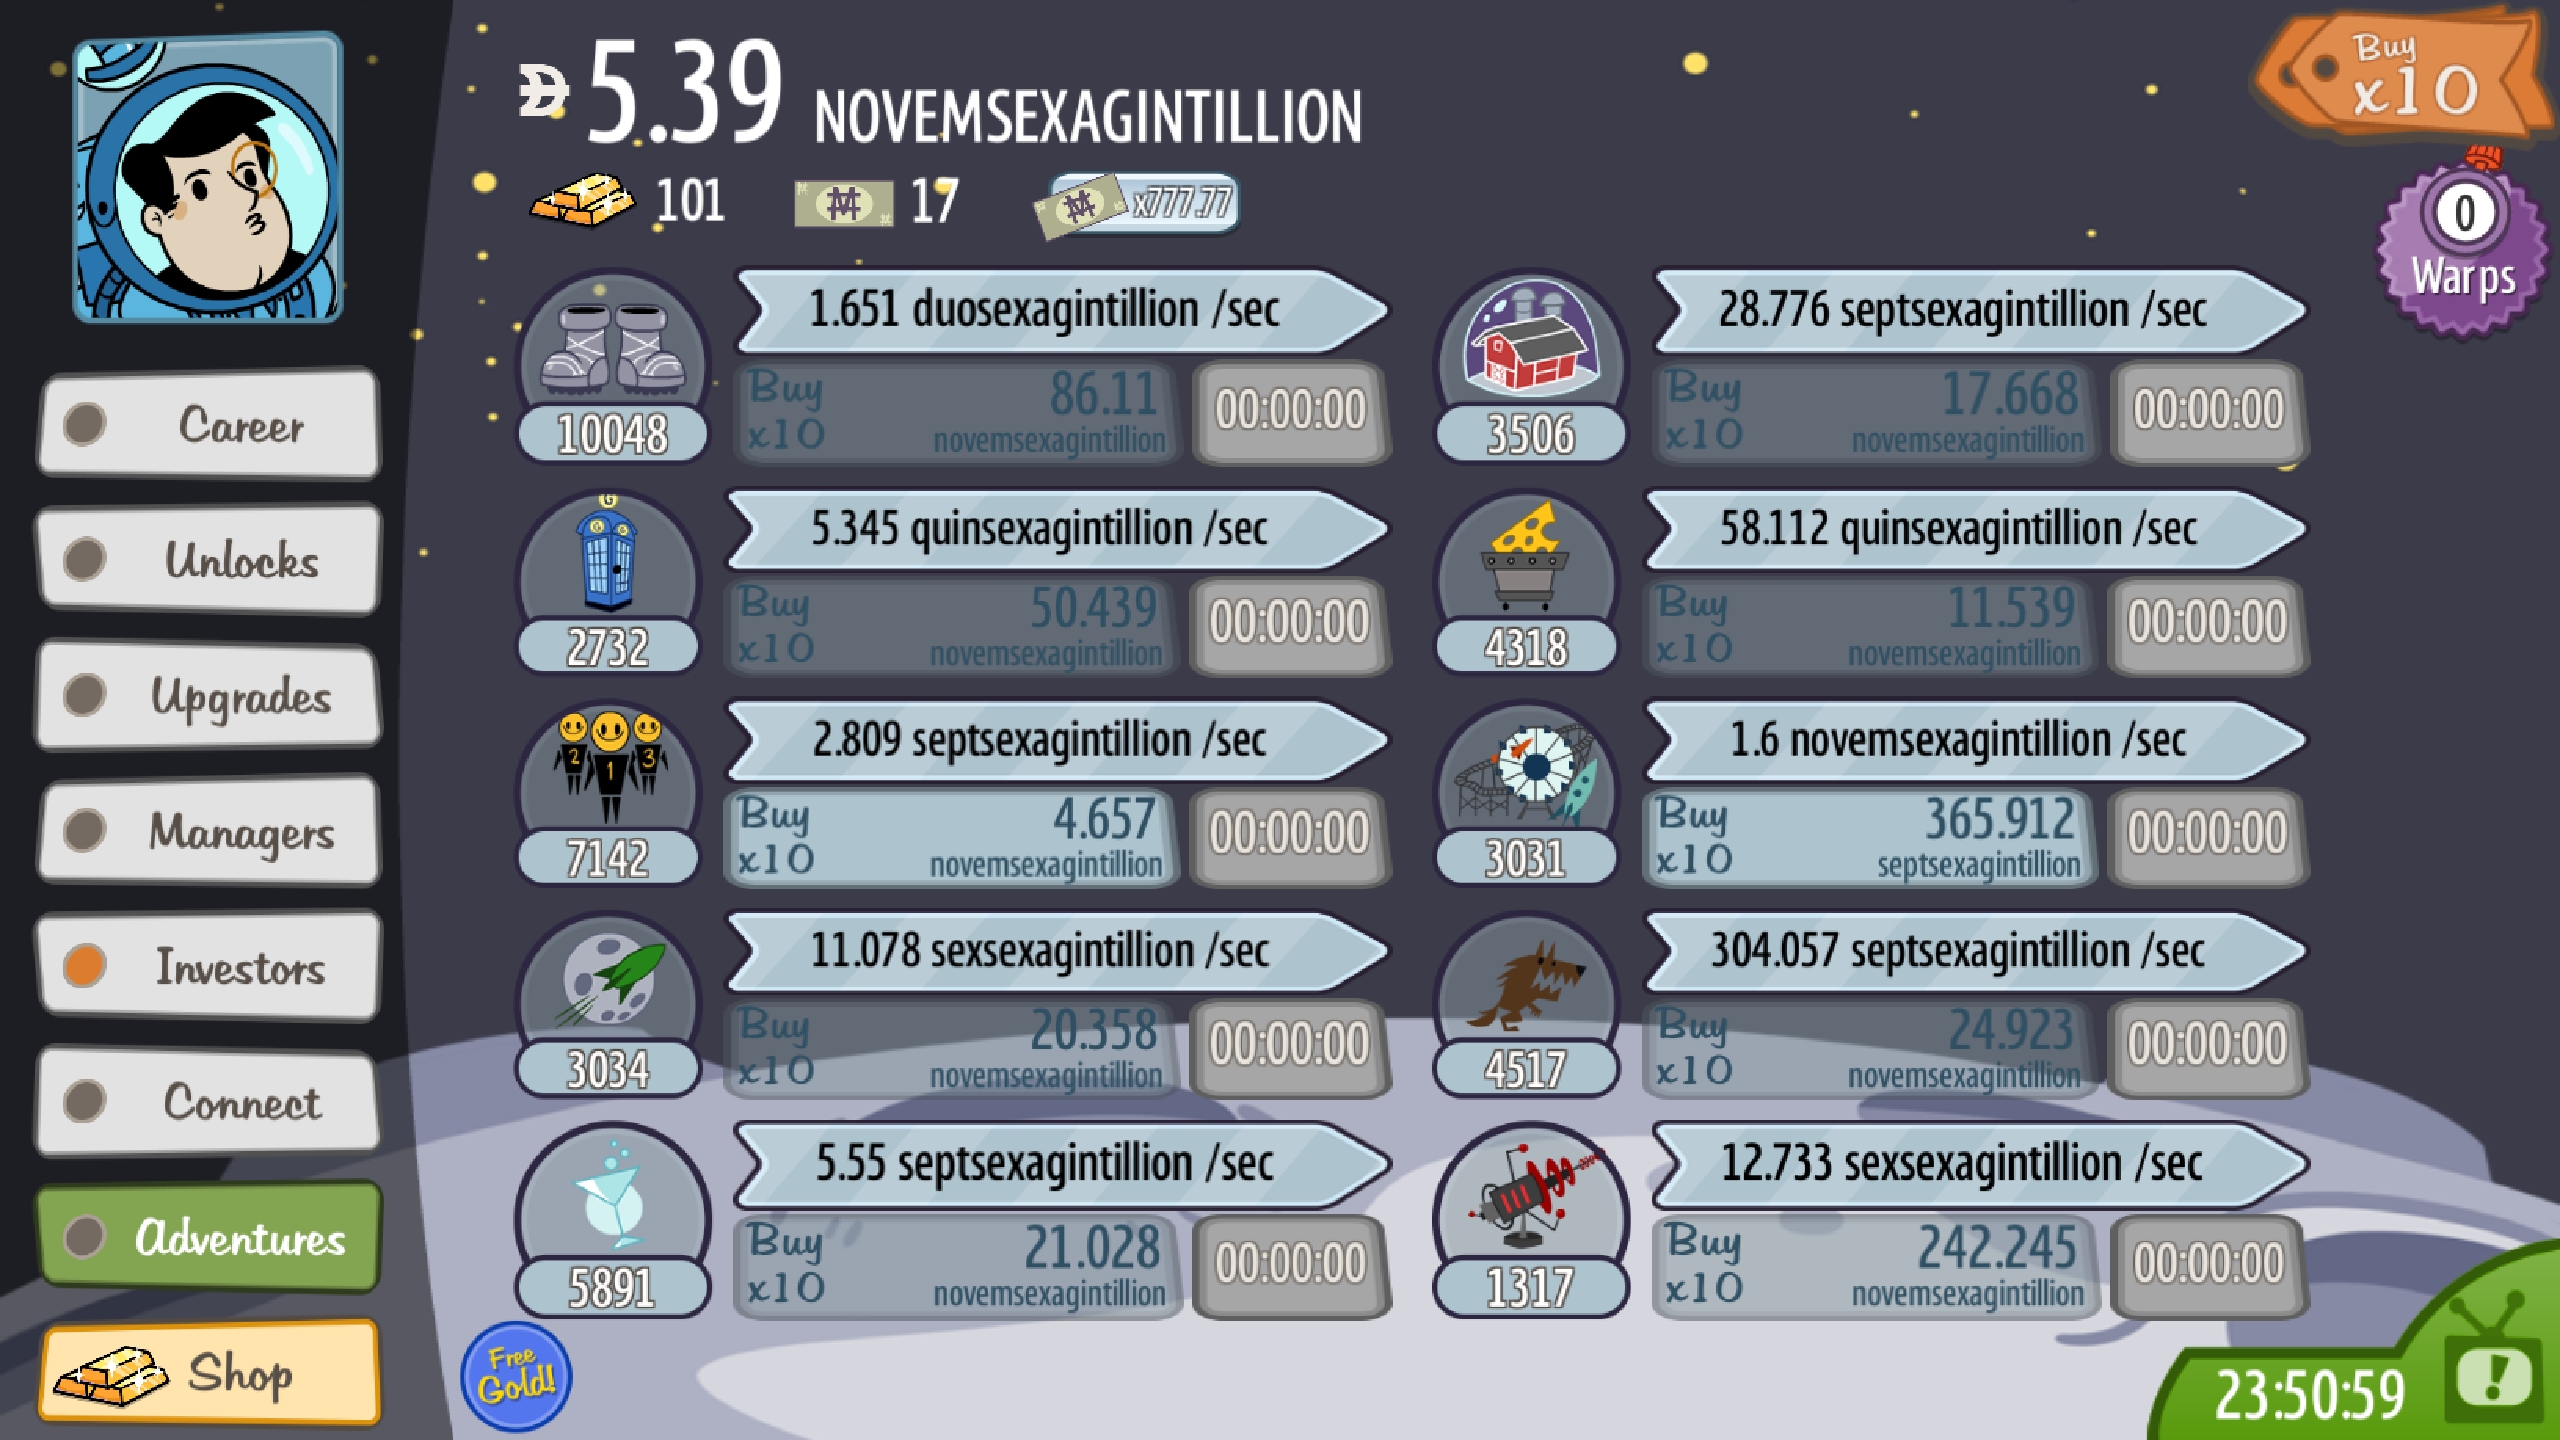 5.39 NOVEMSEXAGINTILLION
Buy
x10
101
17
x777.77
0
Warps
Career
Unlocks
Upgrades
Managers
Investors
Connect
Adventures
Shop
1.651 duosexagintillion /sec
Buy
x10
86.11
novemsexagintillion
00:00:00
10048
28.776 septsexagintillion /sec
Buy
x10
17.668
novemsexagintillion
00:00:00
3506
G
G G
5.345 quinsexagintillion /sec
Buy
x10
50.439
novemsexagintillion
00:00:00
2732
58.112 quinsexagintillion /sec
Buy
x10
11.539
novemsexagintillion
00:00:00
4318
2 1 3
2.809 septsexagintillion /sec
Buy
x10
4.657
novemsexagintillion
00:00:00
7142
1.6 novemsexagintillion /sec
Buy
x10
365.912
septsexagintillion
00:00:00
3031
11.078 sexsexagintillion /sec
Buy
x10
20.358
novemsexagintillion
00:00:00
3034
304.057 septsexagintillion /sec
Buy
x10
24.923
novemsexagintillion
00:00:00
4517
5.55 septsexagintillion /sec
Buy
x10
21.028
novemsexagintillion
00:00:00
5891
12.733 sexsexagintillion /sec
Buy
x10
242.245
novemsexagintillion
00:00:00
1317
Free
Gold!
23:50:59
!